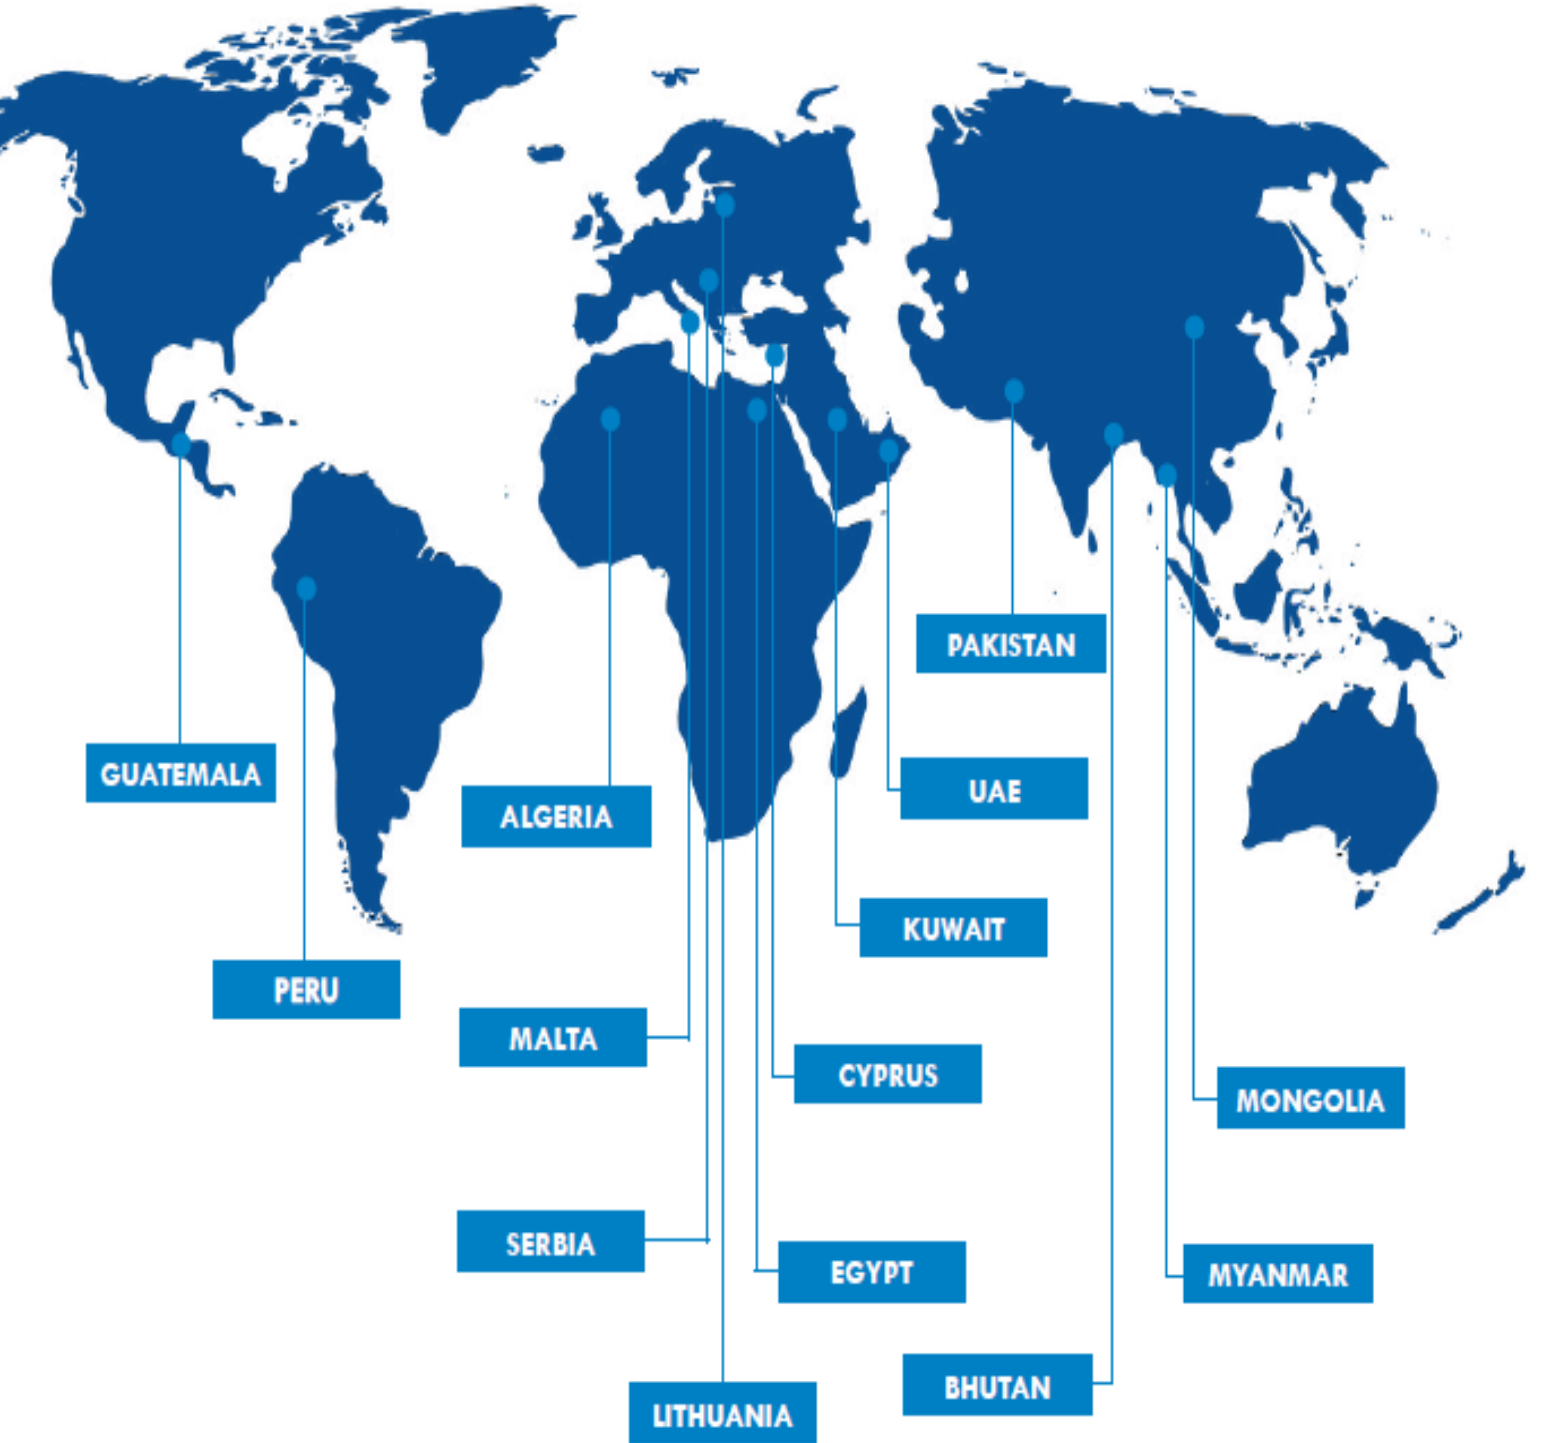 PAKISTAN
GUATEMALA
UAE
ALGERIA
KUWAIT
PERU
MALTA
CYPRUS
MONGOLIA
SERBIA
EGYPT
MYANMAR
BHUTAN
LITHUANIA